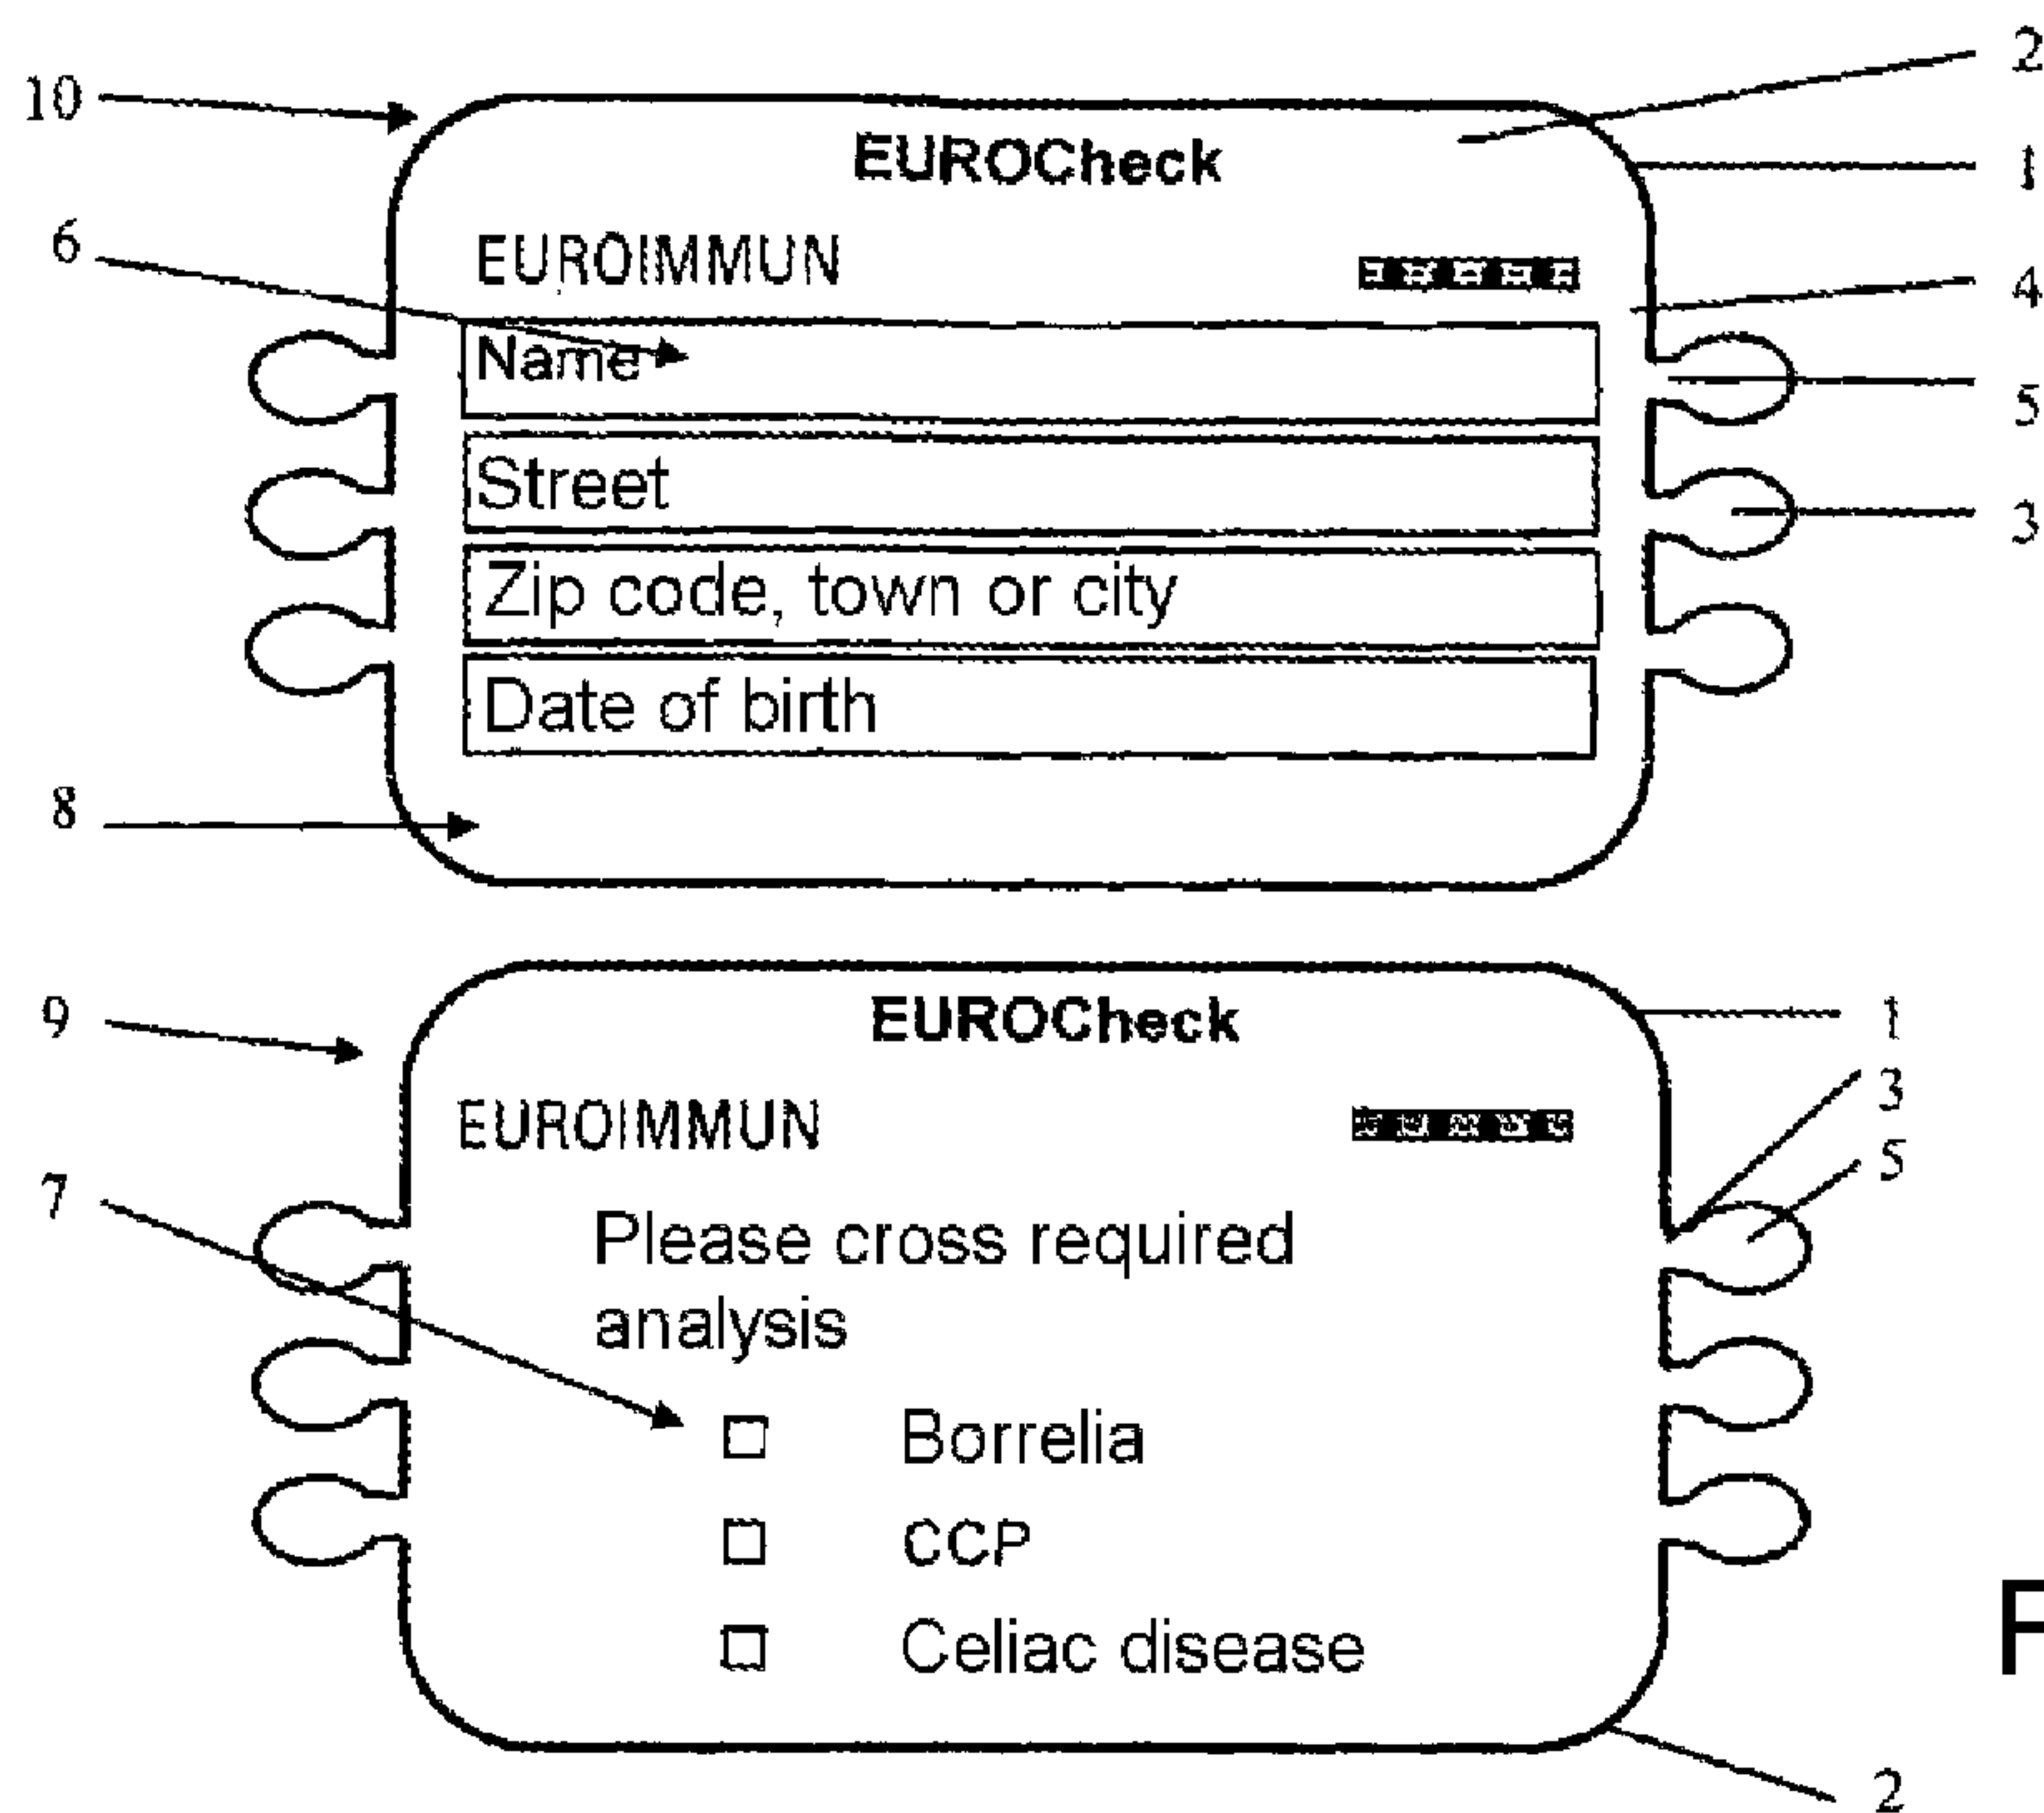 10
2
EUROCheck
1
6
EUROIMMUN
4
Name
5
Street
3
Zip code, town or city
Date of birth
8
9
EUROCheck
1
EUROIMMUN
3
5
7
Please cross required
analysis
Borrelia
CCP
Celiac disease
2